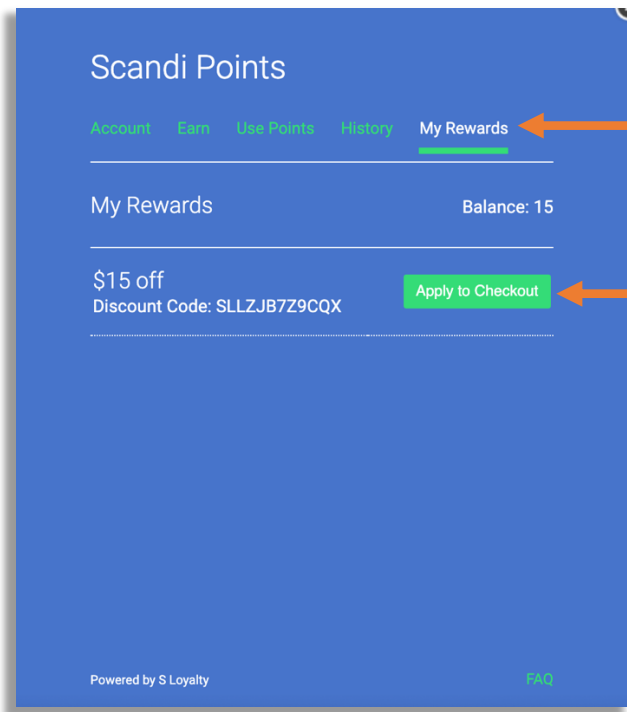 Scandi Points
Account Earn Use Points History My Rewards
My Rewards Balance: 15
$15 off
Discount Code: SLLZJB7Z9CQX
Apply to Checkout
Powered by S Loyalty FAQ